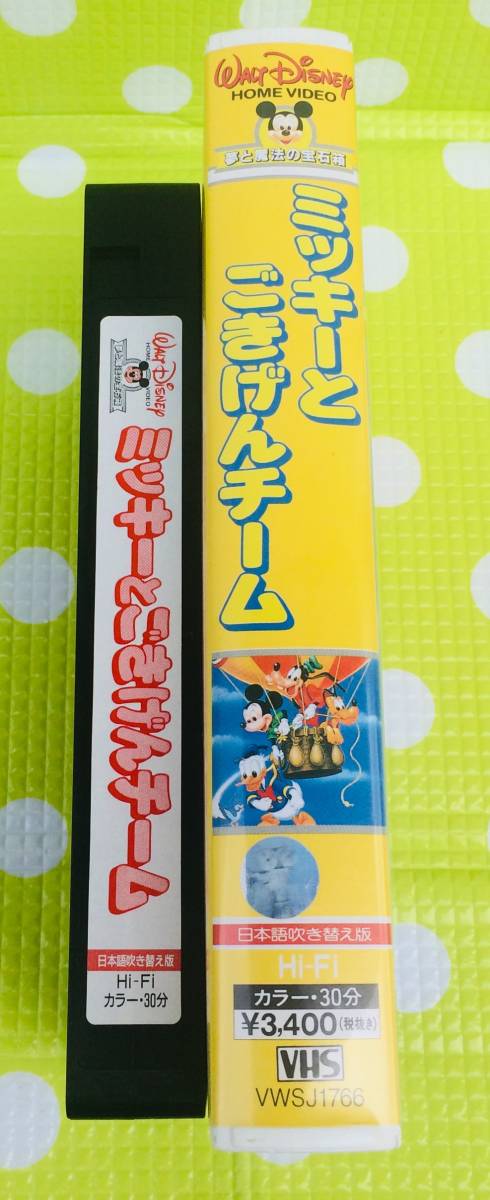 WALT DISNEY
HOME VIDEO
夢と魔法の宝石箱
ミッキーと
ごきげんチーム
日本語吹き替え版
Hi-Fi
カラー・30分
¥3,400(税抜き)
VHS
VWSJ1766
WALT DISNEY
HOME VIDEO
ミッキーとごきげんチーム
日本語吹き替え版
Hi-Fi
カラー・30分